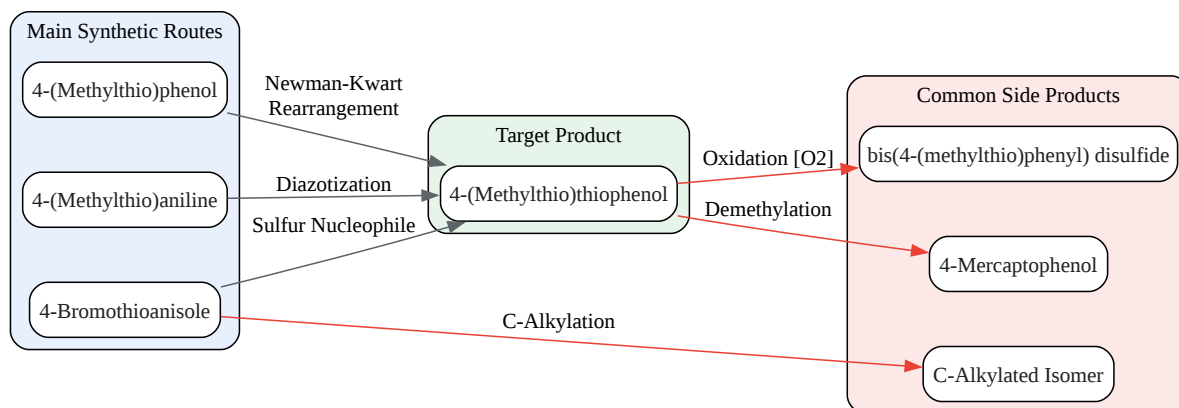 Main Synthetic Routes
4-(Methylthio)phenol
4-(Methylthio)aniline
4-Bromothioanisole
Newman-Kwart
Rearrangement
Diazotization
Sulfur Nucleophile
Target Product
4-(Methylthio)thiophenol
Oxidation [O2]
Demethylation
C-Alkylation
Common Side Products
bis(4-(methylthio)phenyl) disulfide
4-Mercaptophenol
C-Alkylated Isomer